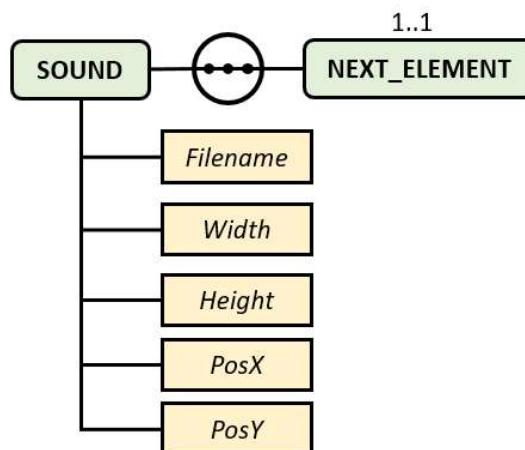 1..1
SOUND
NEXT_ELEMENT
Filename
Width
Height
PosX
PosY